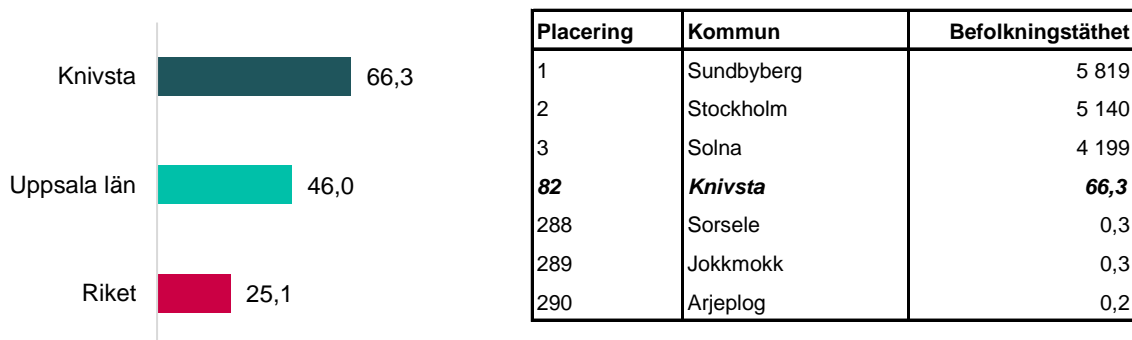 Knivsta 66,3
Uppsala län 46,0
Riket 25,1
Placering Kommun Befolkningstäthet
1 Sundbyberg 5 819
2 Stockholm 5 140
3 Solna 4 199
82 Knivsta 66,3
288 Sorsele 0,3
289 Jokkmokk 0,3
290 Arjeplog 0,2